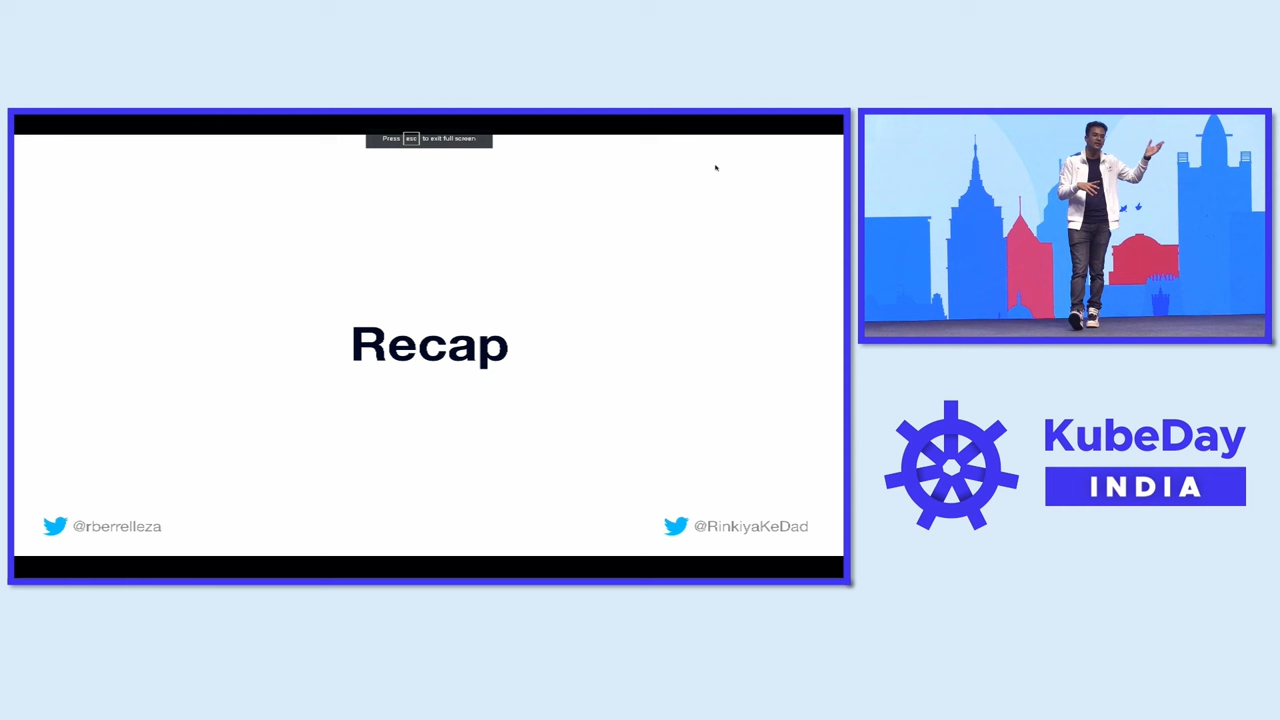 Press esc to exit full screen
Recap
@rberrelleza
@RinkiyaKeDad
KubeDay
INDIA